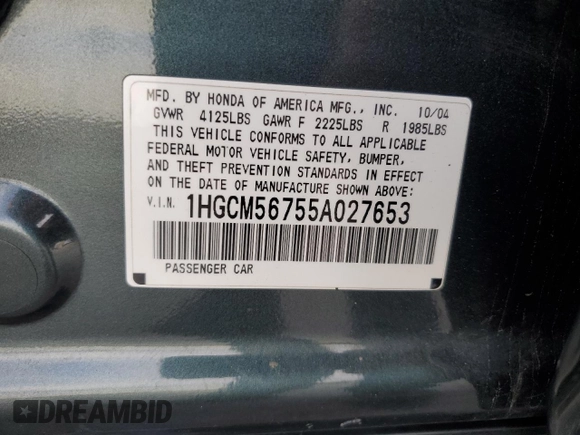 MFD. BY HONDA OF AMERICA MFG., INC. 10/04
GVWR 4125LBS GAWR F 2225LBS R 1985LBS
THIS VEHICLE CONFORMS TO ALL APPLICABLE
FEDERAL MOTOR VEHICLE SAFETY, BUMPER,
AND THEFT PREVENTION STANDARDS IN EFFECT
ON THE DATE OF MANUFACTURE SHOWN ABOVE:
V.I.N. 1HGCM56755A027653
PASSENGER CAR
DREAMBID